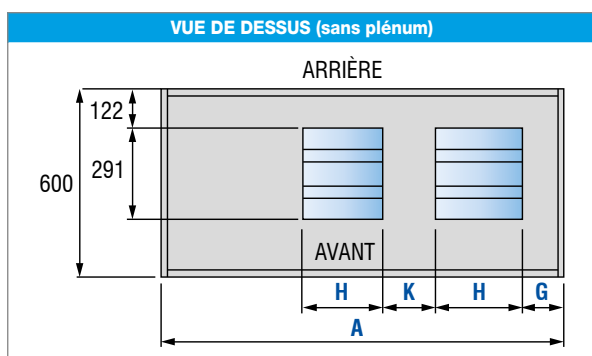 VUE DE DESSUS (sans plénum)
ARRIÈRE
122
600
291
AVANT
H K H G
A